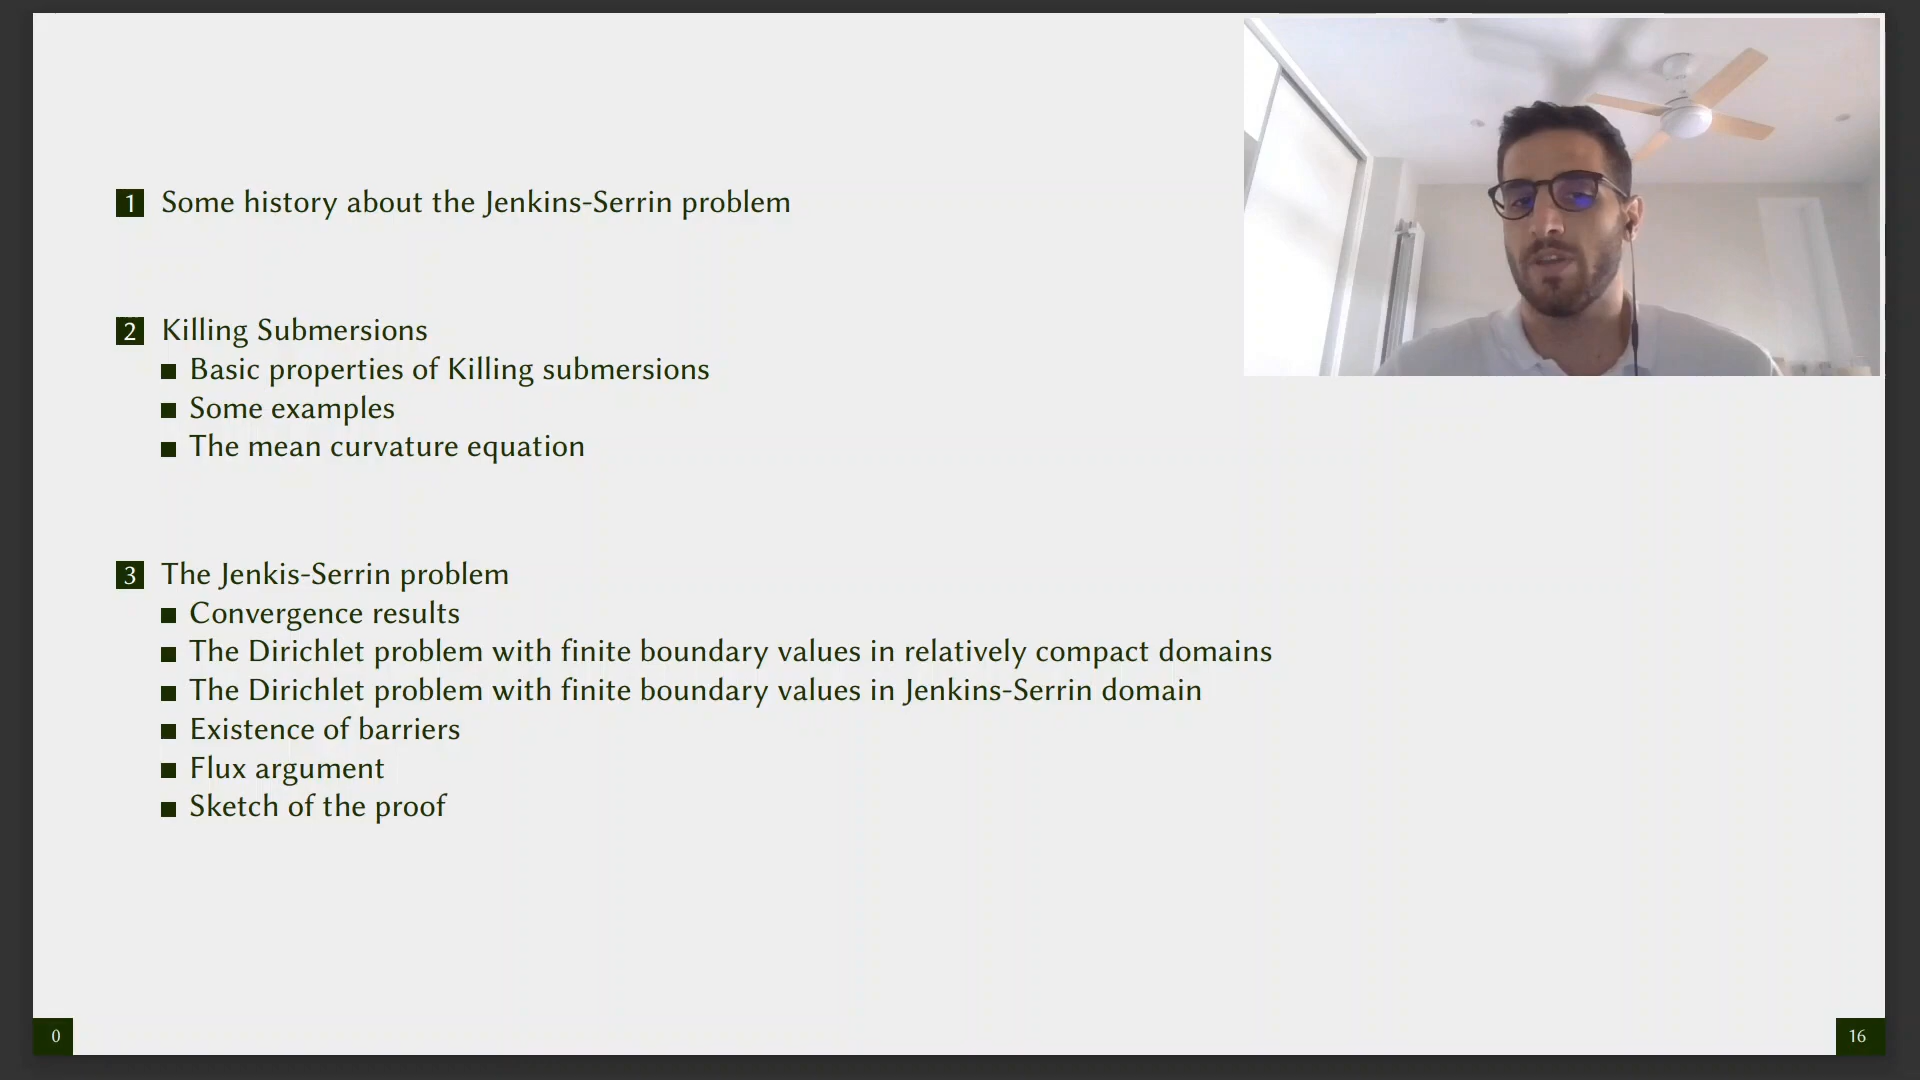 1 Some history about the Jenkins-Serrin problem
2 Killing Submersions
Basic properties of Killing submersions
Some examples
The mean curvature equation
3 The Jenkis-Serrin problem
Convergence results
The Dirichlet problem with finite boundary values in relatively compact domains
The Dirichlet problem with finite boundary values in Jenkins-Serrin domain
Existence of barriers
Flux argument
Sketch of the proof
0
16